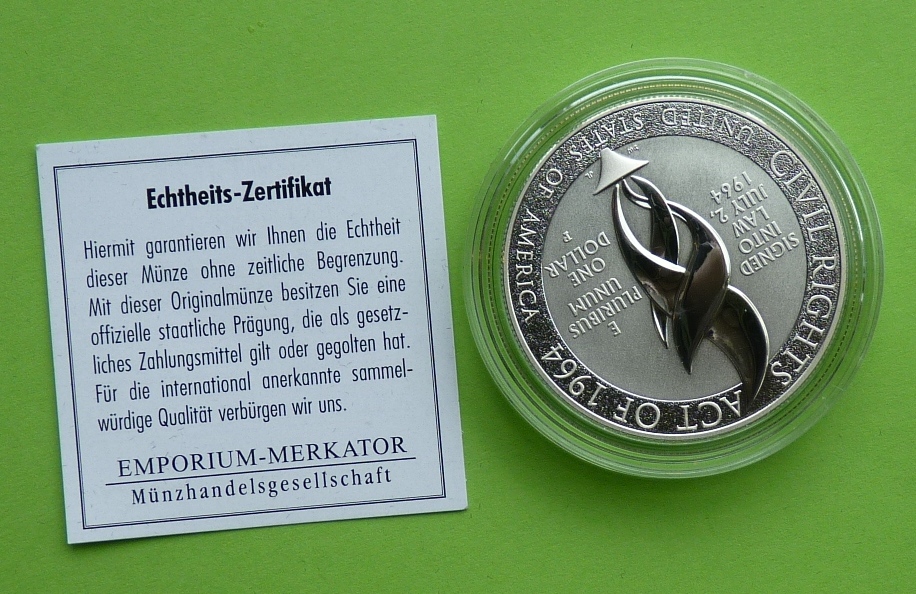 Echtheits-Zertifikat
Hiermit garantieren wir Ihnen die Echtheit
dieser Münze ohne zeitliche Begrenzung.
Mit dieser Originalmünze besitzen Sie eine
offizielle staatliche Prägung, die als gesetz-
liches Zahlungsmittel gilt oder gegolten hat.
Für die international anerkannte sammel-
würdige Qualität verbürgen wir uns.
EMPORIUM-MERKATOR
Münzhandelsgesellschaft
CIVIL RIGHTS ACT OF 1964
UNITED STATES OF AMERICA
SIGNED
INTO
LAW
JULY 2,
1964
E
PLURIBUS
UNUM
ONE
DOLLAR
P